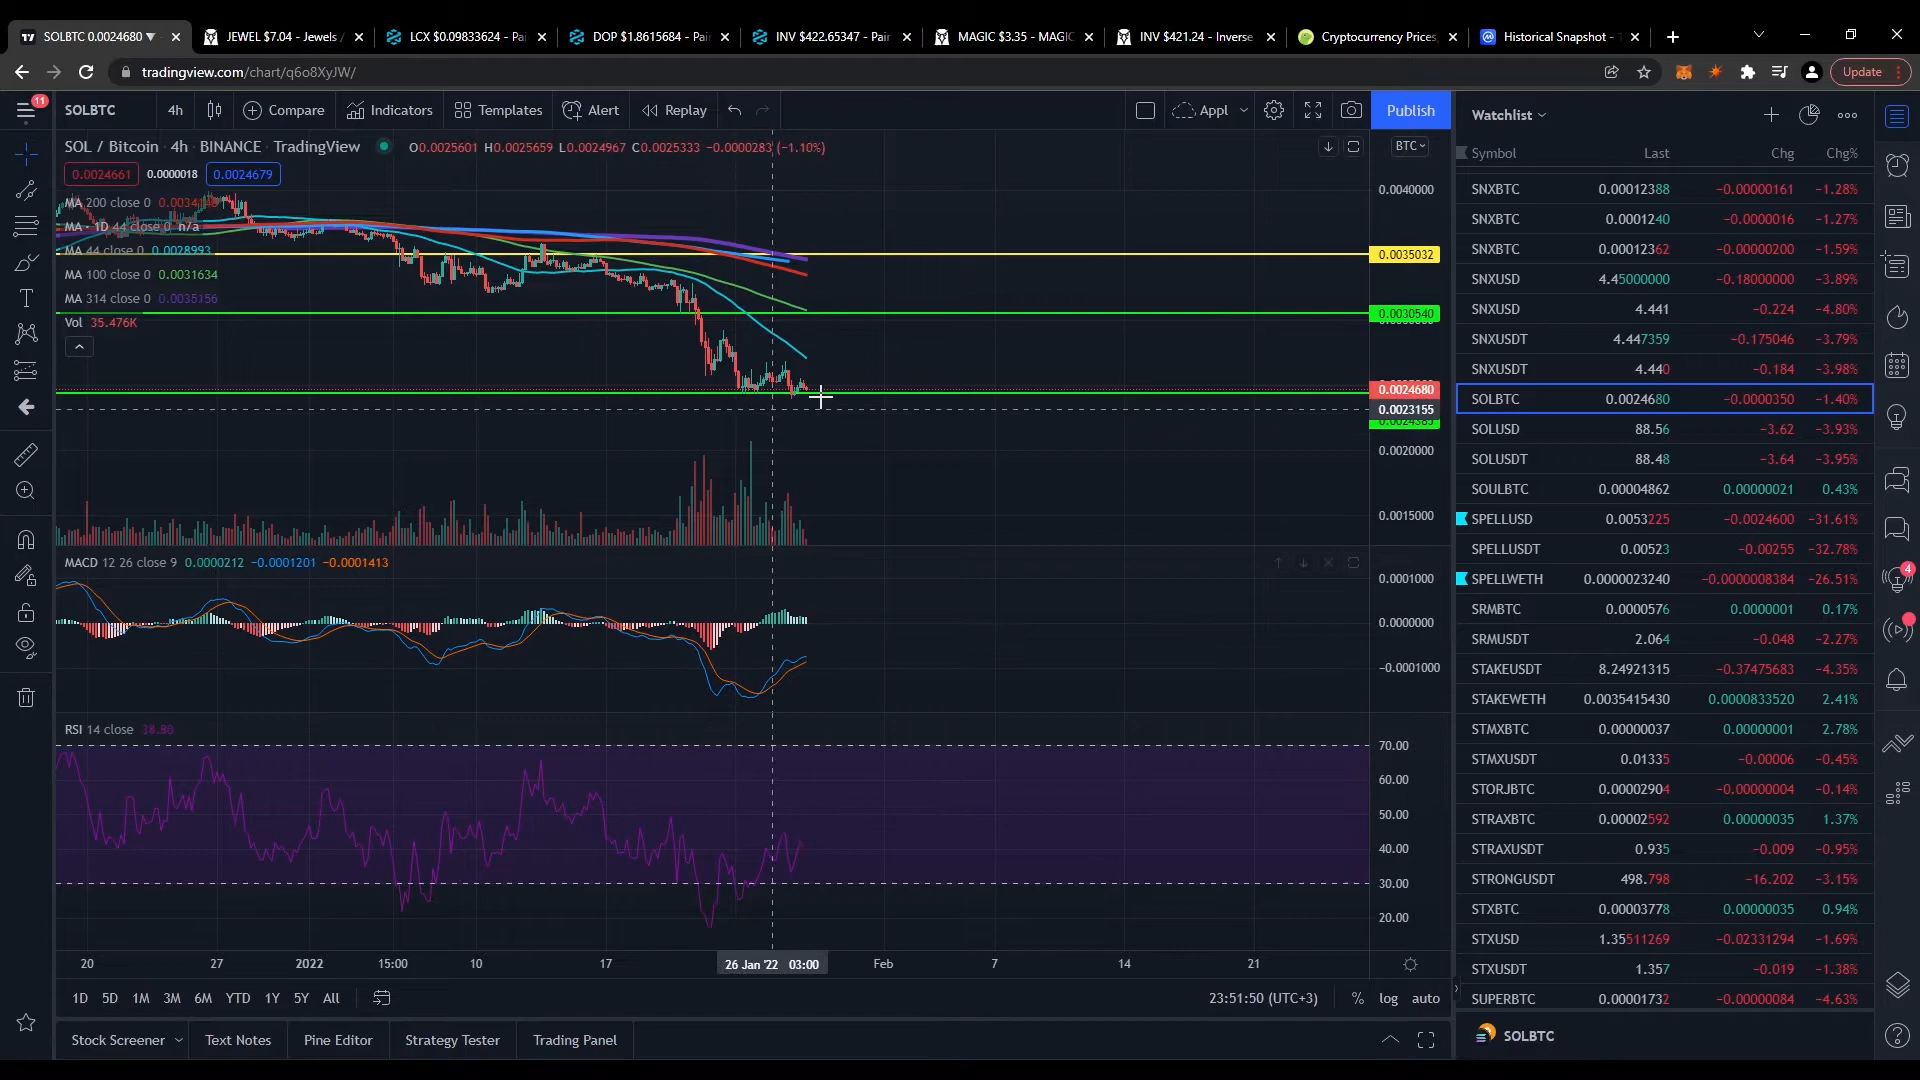 SOLBTC 0.0024680 ▼
JEWEL $7.04 - Jewels /
LCX $0.09833624 - Pai
DOP $1.8615684 - Pair
INV $422.65347 - Pair
MAGIC $3.35 - MAGIC
INV $421.24 - Inverse
Cryptocurrency Prices,
Historical Snapshot -
tradingview.com/chart/q6o8XyJW/
Update
11
SOLBTC 4h Compare Indicators Templates Alert Replay Appl Publish
SOL / Bitcoin · 4h · BINANCE · TradingView O0.0025601 H0.0025659 L0.0024967 C0.0025333 −0.0000283 (−1.10%)
BTC
0.0024661 0.0000018 0.0024679
MA 200 close 0
MA · 1D 44 close 0 n/a
MA 44 close 0 0.0028993
MA 100 close 0 0.0031634
MA 314 close 0 0.0035156
Vol 35.476K
0.0040000
0.0035032
0.0030540
0.0024680
0.0023155
0.0024385
0.0020000
0.0015000
MACD 12 26 close 9 0.0000212 −0.0001201 −0.0001413
0.0001000
0.0000000
−0.0001000
RSI 14 close 38.80
70.00
60.00
50.00
40.00
30.00
20.00
20 27 2022 15:00 10 17 26 Jan '22 03:00 Feb 7 14 21
1D 5D 1M 3M 6M YTD 1Y 5Y All
23:51:50 (UTC+3) % log auto
Stock Screener Text Notes Pine Editor Strategy Tester Trading Panel
Watchlist
Symbol Last Chg Chg%
SNXBTC 0.00012388 −0.00000161 −1.28%
SNXBTC 0.0001240 −0.0000016 −1.27%
SNXBTC 0.00012362 −0.00000200 −1.59%
SNXUSD 4.45000000 −0.18000000 −3.89%
SNXUSD 4.441 −0.224 −4.80%
SNXUSDT 4.447359 −0.175046 −3.79%
SNXUSDT 4.440 −0.184 −3.98%
SOLBTC 0.0024680 −0.0000350 −1.40%
SOLUSD 88.56 −3.62 −3.93%
SOLUSDT 88.48 −3.64 −3.95%
SOULBTC 0.00004862 0.00000021 0.43%
SPELLUSD 0.0053225 −0.0024600 −31.61%
SPELLUSDT 0.00523 −0.00255 −32.78%
SPELLWETH 0.0000023240 −0.0000008384 −26.51%
SRMBTC 0.0000576 0.0000001 0.17%
SRMUSDT 2.064 −0.048 −2.27%
STAKEUSDT 8.24921315 −0.37475683 −4.35%
STAKEWETH 0.0035415430 0.0000833520 2.41%
STMXBTC 0.00000037 0.00000001 2.78%
STMXUSDT 0.01335 −0.00006 −0.45%
STORJBTC 0.00002904 −0.00000004 −0.14%
STRAXBTC 0.00002592 0.00000035 1.37%
STRAXUSDT 0.935 −0.009 −0.95%
STRONGUSDT 498.798 −16.202 −3.15%
STXBTC 0.00003778 0.00000035 0.94%
STXUSD 1.35511269 −0.02331294 −1.69%
STXUSDT 1.357 −0.019 −1.38%
SUPERBTC 0.00001732 −0.00000084 −4.63%
SOLBTC
4